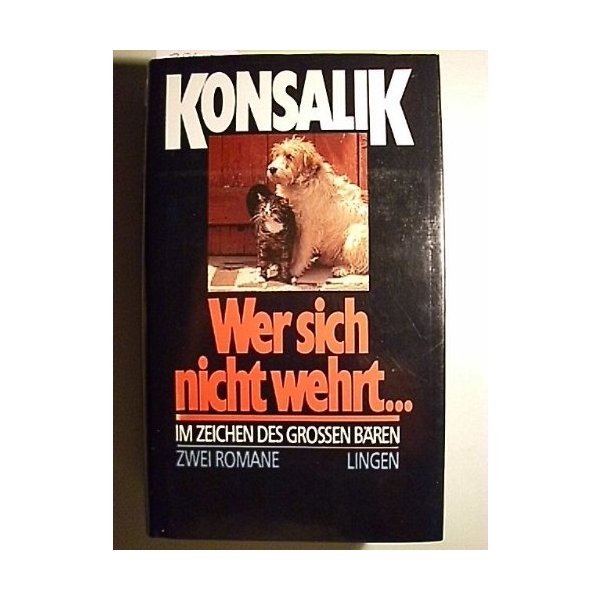 KONSALIK
Wer sich
nicht wehrt...
IM ZEICHEN DES GROSSEN BÄREN
ZWEI ROMANE LINGEN